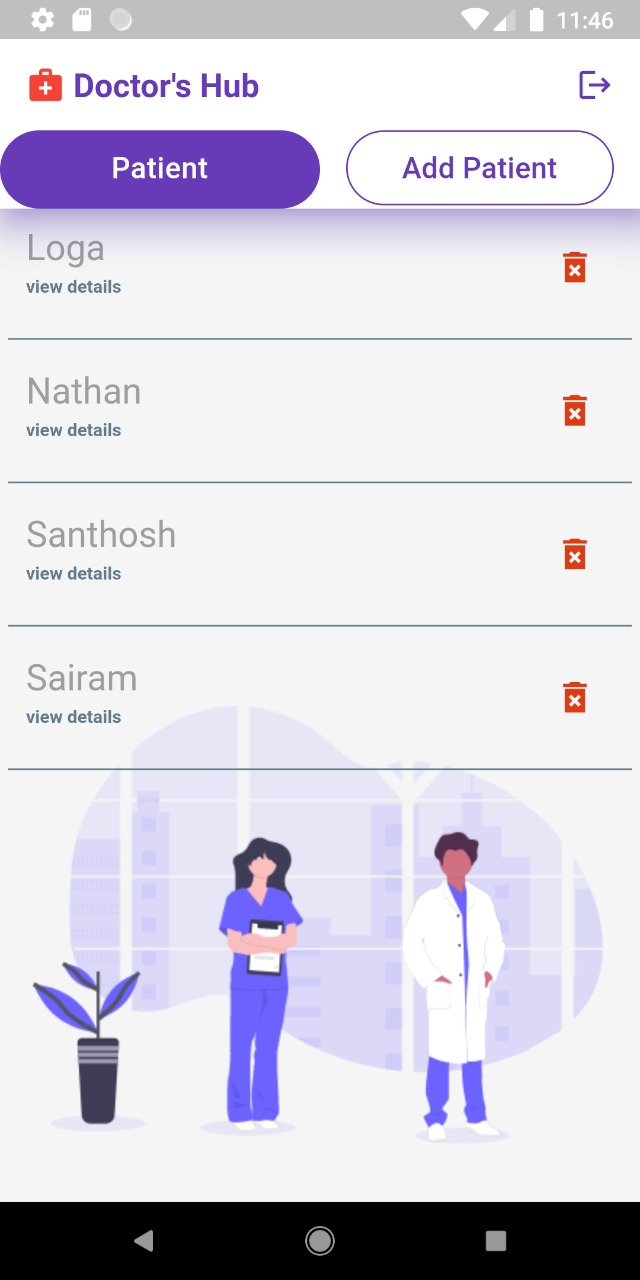 11:46
Doctor's Hub
Patient
Add Patient
Loga
view details
Nathan
view details
Santhosh
view details
Sairam
view details